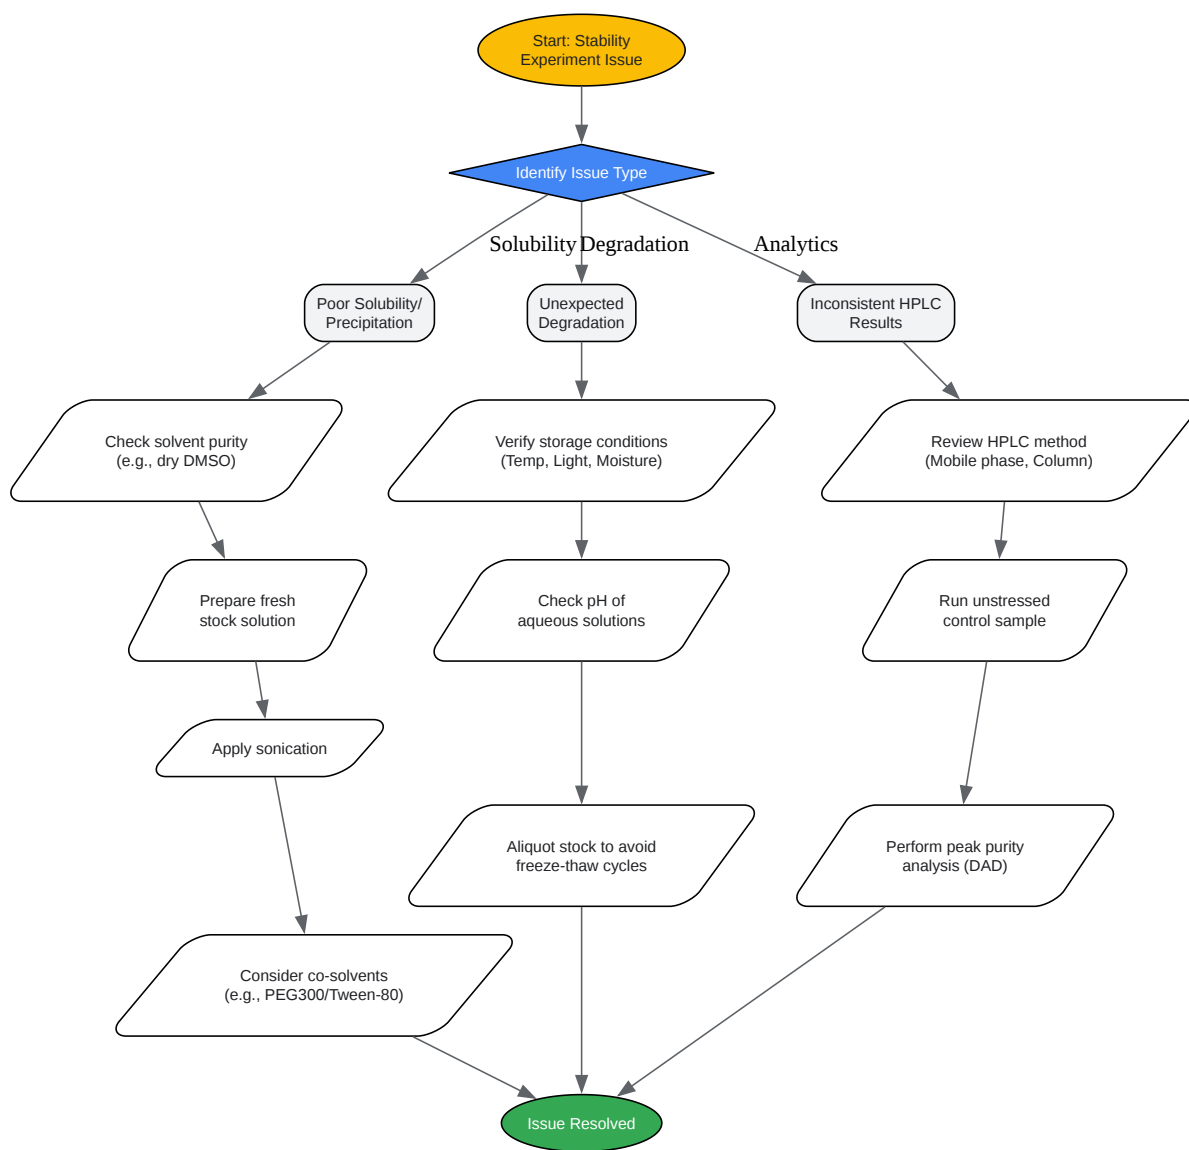 Start: Stability
Experiment Issue
Identify Issue Type
Solubility
Degradation
Analytics
Poor Solubility/
Precipitation
Unexpected
Degradation
Inconsistent HPLC
Results
Check solvent purity
(e.g., dry DMSO)
Verify storage conditions
(Temp, Light, Moisture)
Review HPLC method
(Mobile phase, Column)
Prepare fresh
stock solution
Check pH of
aqueous solutions
Run unstressed
control sample
Apply sonication
Aliquot stock to avoid
freeze-thaw cycles
Perform peak purity
analysis (DAD)
Consider co-solvents
(e.g., PEG300/Tween-80)
Issue Resolved